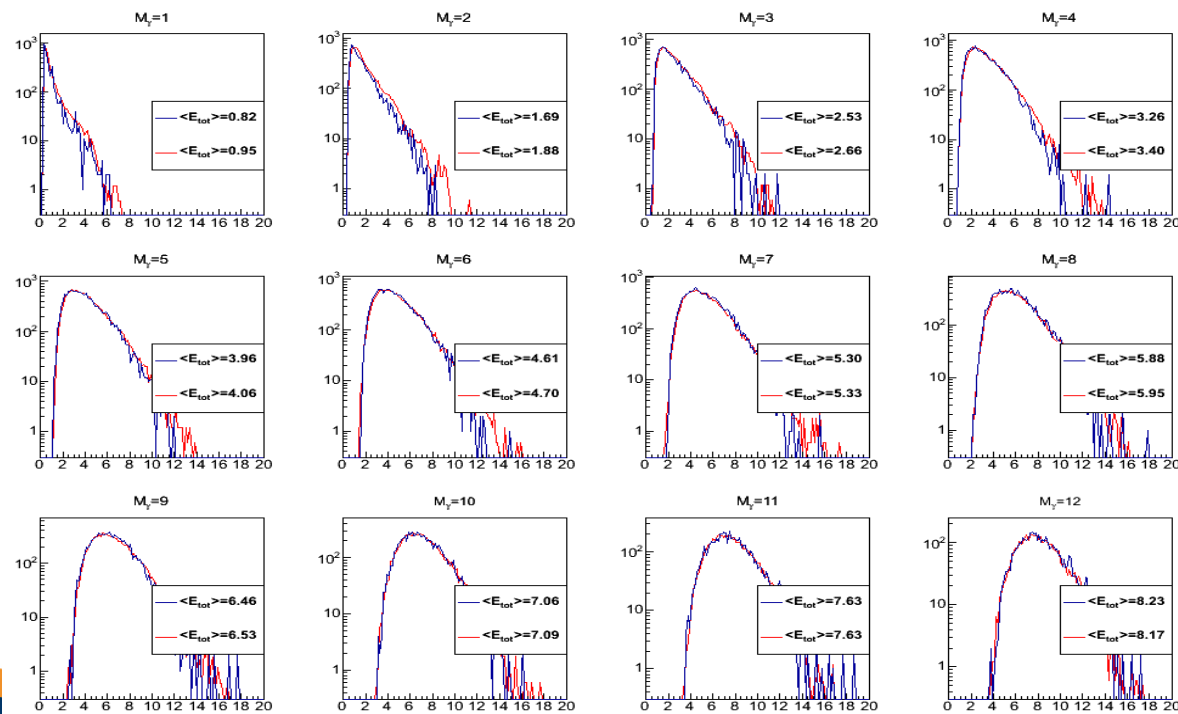 Mγ=1 Mγ=2 Mγ=3 Mγ=4
10³ 10³ 10³ 10³
10² 10² 10² 10²
<Etot>=0.82 <Etot>=1.69 <Etot>=2.53 <Etot>=3.26
10 10 10 10
<Etot>=0.95 <Etot>=1.88 <Etot>=2.66 <Etot>=3.40
1 1 1 1
0 2 4 6 8 10 12 14 16 18 20 0 2 4 6 8 10 12 14 16 18 20 0 2 4 6 8 10 12 14 16 18 20 0 2 4 6 8 10 12 14 16 18 20
Mγ=5 Mγ=6 Mγ=7 Mγ=8
10³ 10³ 10³
10² 10² 10² 10²
<Etot>=3.96 <Etot>=4.61 <Etot>=5.30 <Etot>=5.88
10 10 10 10
<Etot>=4.06 <Etot>=4.70 <Etot>=5.33 <Etot>=5.95
1 1 1 1
0 2 4 6 8 10 12 14 16 18 20 0 2 4 6 8 10 12 14 16 18 20 0 2 4 6 8 10 12 14 16 18 20 0 2 4 6 8 10 12 14 16 18 20
Mγ=9 Mγ=10 Mγ=11 Mγ=12
10² 10² 10² 10²
<Etot>=6.46 <Etot>=7.06 <Etot>=7.63 <Etot>=8.23
10 10 10 10
<Etot>=6.53 <Etot>=7.09 <Etot>=7.63 <Etot>=8.17
1 1 1 1
0 2 4 6 8 10 12 14 16 18 20 0 2 4 6 8 10 12 14 16 18 20 0 2 4 6 8 10 12 14 16 18 20 0 2 4 6 8 10 12 14 16 18 20